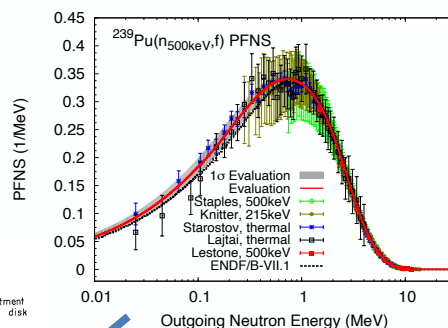 ²³⁹Pu(n₅₀₀ₖₑᵥ,f) PFNS
PFNS (1/MeV)
0.45
0.4
0.35
0.3
0.25
0.2
0.15
0.1
0.05
0
1σ Evaluation
Evaluation
Staples, 500keV
Knitter, 215keV
Starostov, thermal
Lajtai, thermal
Lestone, 500keV
ENDF/B-VII.1
0.01
0.1
1
10
Outgoing Neutron Energy (MeV)
tment
disk